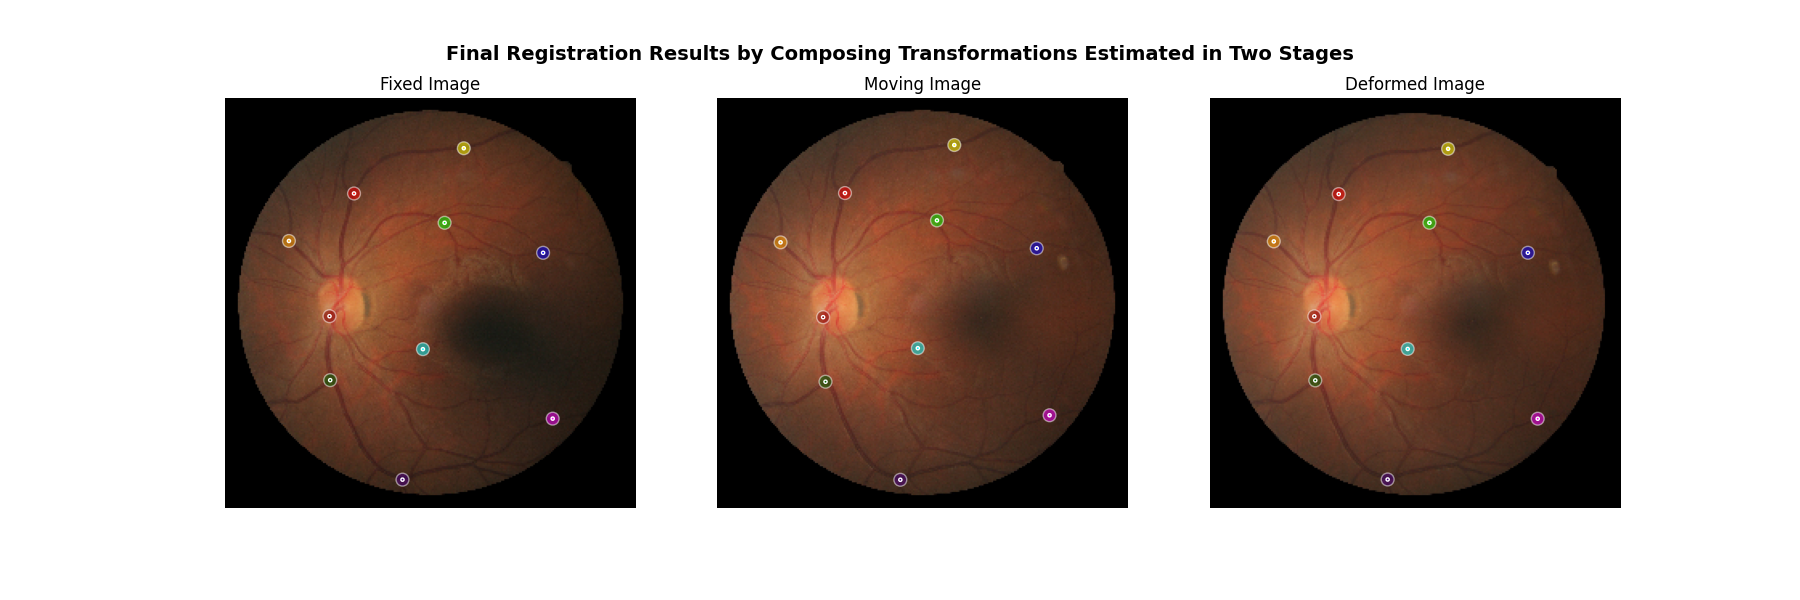 Final Registration Results by Composing Transformations Estimated in Two Stages
Fixed Image
Moving Image
Deformed Image